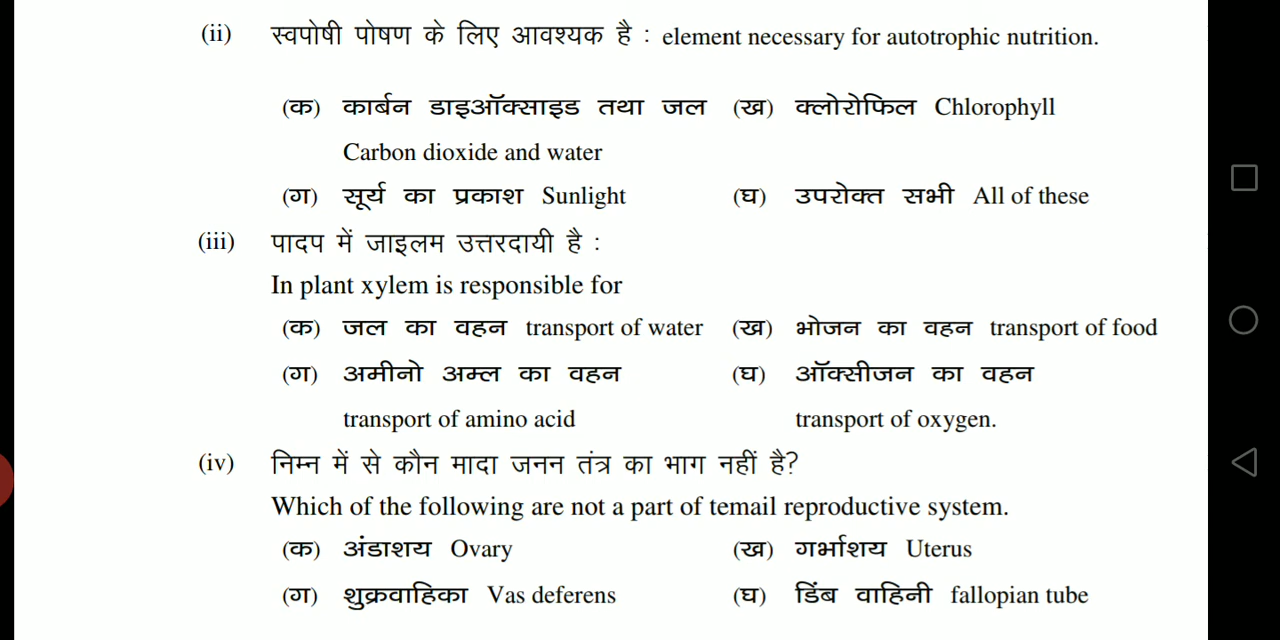 (ii) स्वपोषी पोषण के लिए आवश्यक है : element necessary for autotrophic nutrition.
(क) कार्बन डाइऑक्साइड तथा जल (ख) क्लोरोफिल Chlorophyll
Carbon dioxide and water
(ग) सूर्य का प्रकाश Sunlight (घ) उपरोक्त सभी All of these
(iii) पादप में जाइलम उत्तरदायी है :
In plant xylem is responsible for
(क) जल का वहन transport of water (ख) भोजन का वहन transport of food
(ग) अमीनो अम्ल का वहन (घ) ऑक्सीजन का वहन
transport of amino acid transport of oxygen.
(iv) निम्न में से कौन मादा जनन तंत्र का भाग नहीं है?
Which of the following are not a part of temail reproductive system.
(क) अंडाशय Ovary (ख) गर्भाशय Uterus
(ग) शुक्रवाहिका Vas deferens (घ) डिंब वाहिनी fallopian tube